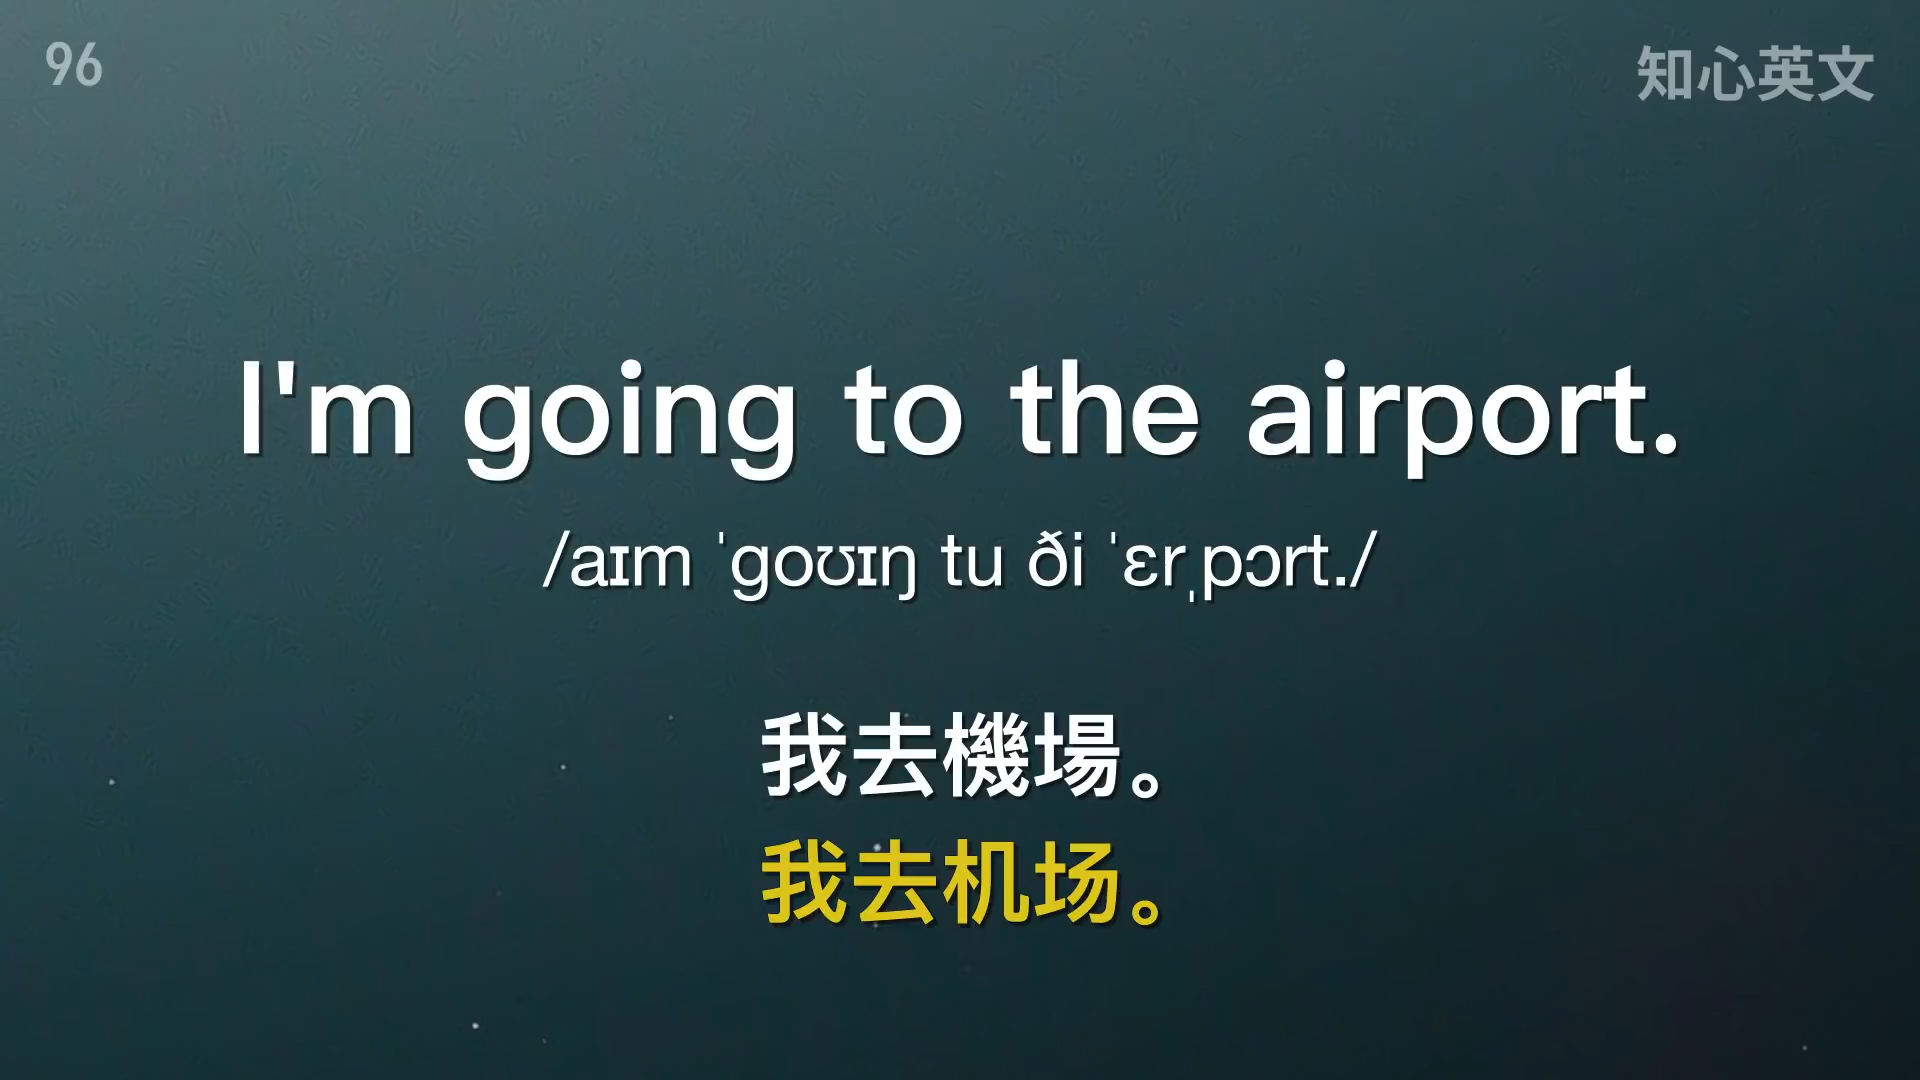 96
知心英文
I'm going to the airport.
/aɪm ˈɡoʊɪŋ tu ði ˈɛrˌpɔrt./
我去機場。
我去机场。